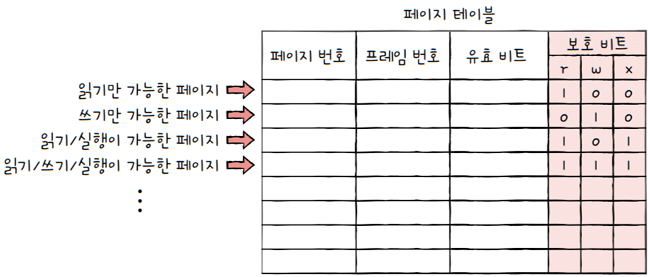 페이지 테이블
페이지 번호 프레임 번호 유효 비트 보호 비트
r w x
읽기만 가능한 페이지 1 0 0
쓰기만 가능한 페이지 0 1 0
읽기/실행이 가능한 페이지 1 0 1
읽기/쓰기/실행이 가능한 페이지 1 1 1
⋮